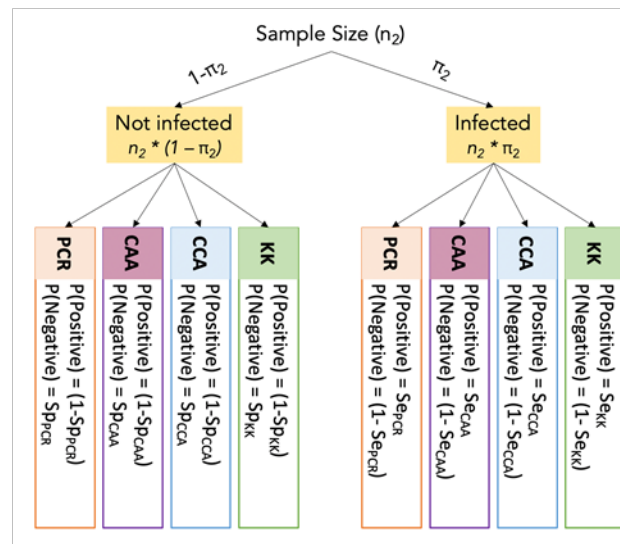 Sample Size (n₂)
1-π₂
π₂
Not infected
n₂ * (1 – π₂)
Infected
n₂ * π₂
PCR
P(Positive) = (1-Sp_PCR)
P(Negative) = Sp_PCR
CAA
P(Positive) = (1-Sp_CAA)
P(Negative) = Sp_CAA
CCA
P(Positive) = (1-Sp_CCA)
P(Negative) = Sp_CCA
KK
P(Positive) = (1-Sp_KK)
P(Negative) = Sp_KK
PCR
P(Positive) = Se_PCR
P(Negative) = (1- Se_PCR)
CAA
P(Positive) = Se_CAA
P(Negative) = (1- Se_CAA)
CCA
P(Positive) = Se_CCA
P(Negative) = (1- Se_CCA)
KK
P(Positive) = Se_KK
P(Negative) = (1- Se_KK)